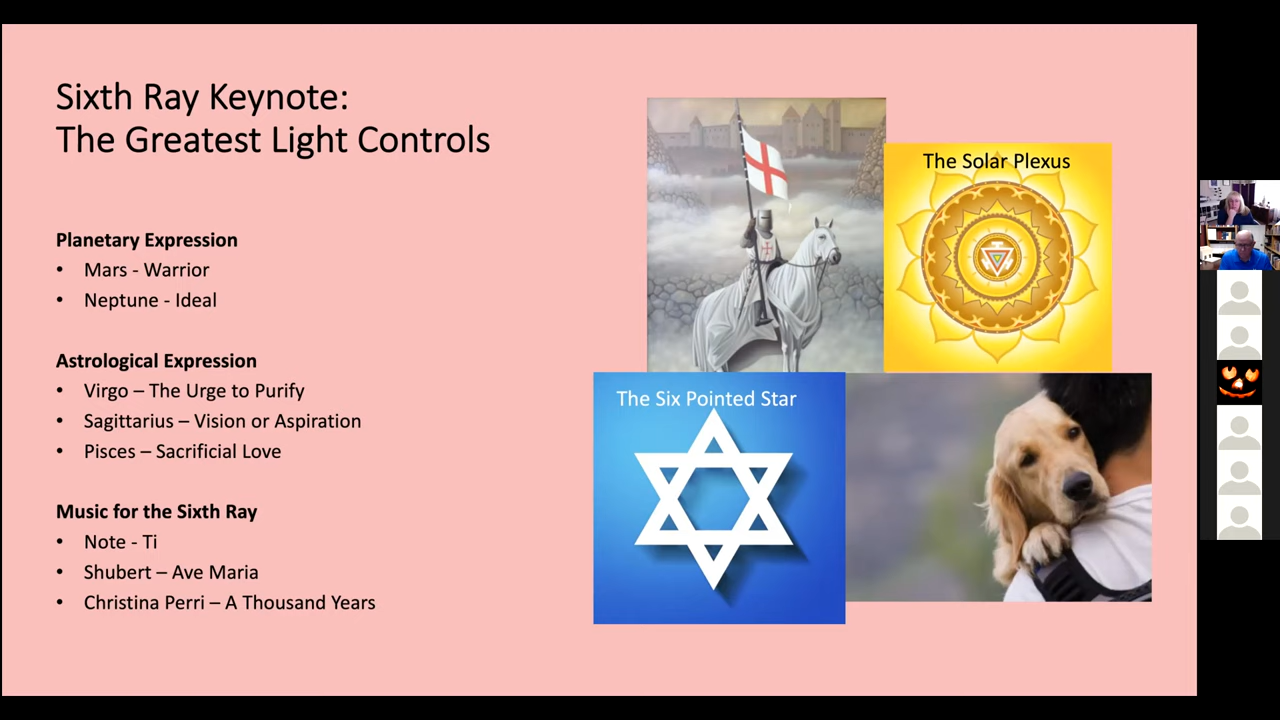 Sixth Ray Keynote:
The Greatest Light Controls
Planetary Expression
• Mars - Warrior
• Neptune - Ideal
Astrological Expression
• Virgo – The Urge to Purify
• Sagittarius – Vision or Aspiration
• Pisces – Sacrificial Love
Music for the Sixth Ray
• Note - Ti
• Shubert – Ave Maria
• Christina Perri – A Thousand Years
The Solar Plexus
The Six Pointed Star